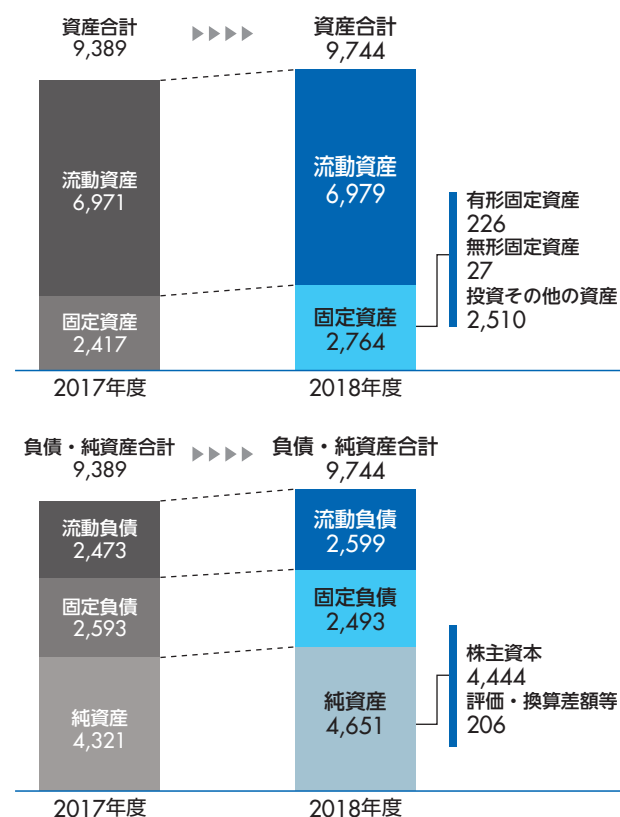 資産合計
9,389
資産合計
9,744
流動資産
6,971
流動資産
6,979
固定資産
2,417
固定資産
2,764
有形固定資産
226
無形固定資産
27
投資その他の資産
2,510
2017年度
2018年度
負債・純資産合計
9,389
負債・純資産合計
9,744
流動負債
2,473
流動負債
2,599
固定負債
2,593
固定負債
2,493
純資産
4,321
純資産
4,651
株主資本
4,444
評価・換算差額等
206
2017年度
2018年度